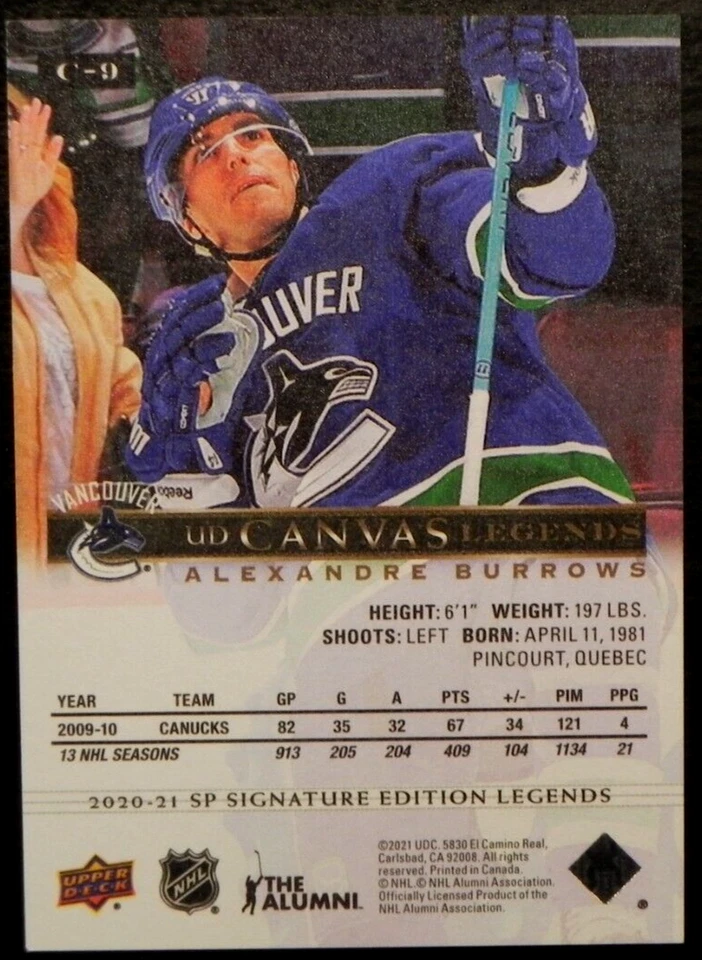 C-9
UVER
Reebo
VANCOUVER
UD CANVAS LEGENDS
ALEXANDRE BURROWS
HEIGHT: 6'1" WEIGHT: 197 LBS.
SHOOTS: LEFT BORN: APRIL 11, 1981
PINCOURT, QUEBEC
YEAR TEAM GP G A PTS +/- PIM PPG
2009-10 CANUCKS 82 35 32 67 34 121 4
13 NHL SEASONS 913 205 204 409 104 1134 21
2020-21 SP SIGNATURE EDITION LEGENDS
UPPER
DECK
®
NHL
®
THE
ALUMNI
©2021 UDC. 5830 El Camino Real,
Carlsbad, CA 92008. All rights
reserved. Printed in Canada.
© NHL.© NHL Alumni Association.
Officially Licensed Product of the
NHL Alumni Association.
®